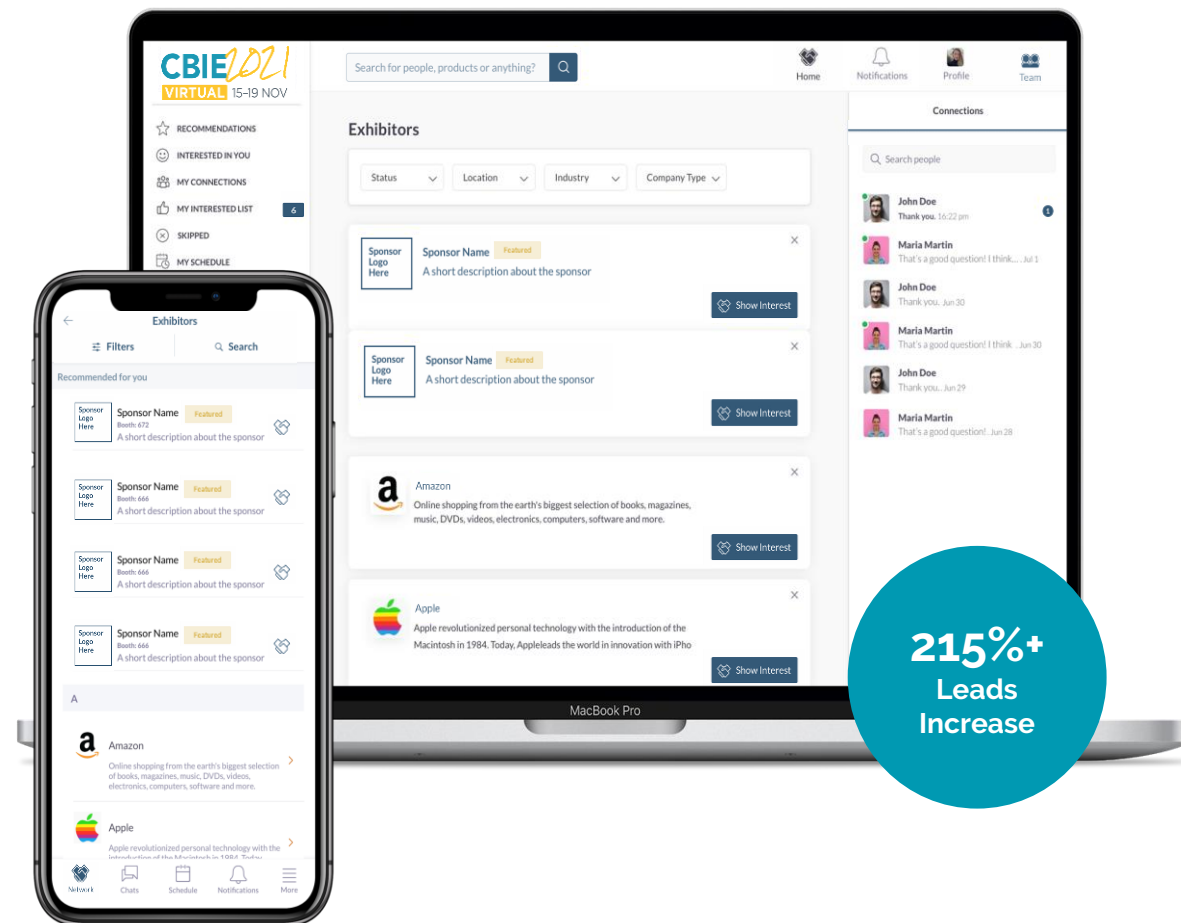 CBIE2021
VIRTUAL 15-19 NOV
RECOMMENDATIONS
INTERESTED IN YOU
MY CONNECTIONS
MY INTERESTED LIST 6
SKIPPED
MY SCHEDULE
Search for people, products or anything?
Home
Notifications
Profile
Team
Exhibitors
Status
Location
Industry
Company Type
Sponsor
Logo
Here
Sponsor Name Featured
A short description about the sponsor
Show Interest
Sponsor
Logo
Here
Sponsor Name Featured
A short description about the sponsor
Show Interest
Amazon
Online shopping from the earth's biggest selection of books, magazines,
music, DVDs, videos, electronics, computers, software and more.
Show Interest
Apple
Apple revolutionized personal technology with the introduction of the
Macintosh in 1984. Today, Appleleads the world in innovation with iPho
Show Interest
Connections
Search people
John Doe
Thank you. 16:22 pm
1
Maria Martin
That's a good question! I think.... Jul 1
John Doe
Thank you.. Jun 30
Maria Martin
That's a good question! I think ..Jun 30
John Doe
Thank you.. Jun 29
Maria Martin
That's a good question! ..Jun 28
MacBook Pro
215%+
Leads
Increase
Exhibitors
Filters
Search
Recommended for you
Sponsor
Logo
Here
Sponsor Name Featured
Booth: 672
A short description about the sponsor
Sponsor
Logo
Here
Sponsor Name Featured
Booth: 666
A short description about the sponsor
Sponsor
Logo
Here
Sponsor Name Featured
Booth: 666
A short description about the sponsor
Sponsor
Logo
Here
Sponsor Name Featured
Booth: 666
A short description about the sponsor
A
Amazon
Online shopping from the earth's biggest selection
of books, magazines, music, DVDs, videos,
electronics, computers, software and more.
Apple
Apple revolutionized personal technology with the
introduction of the Macintosh in 1984. Today
Network
Chats
Schedule
Notifications
More